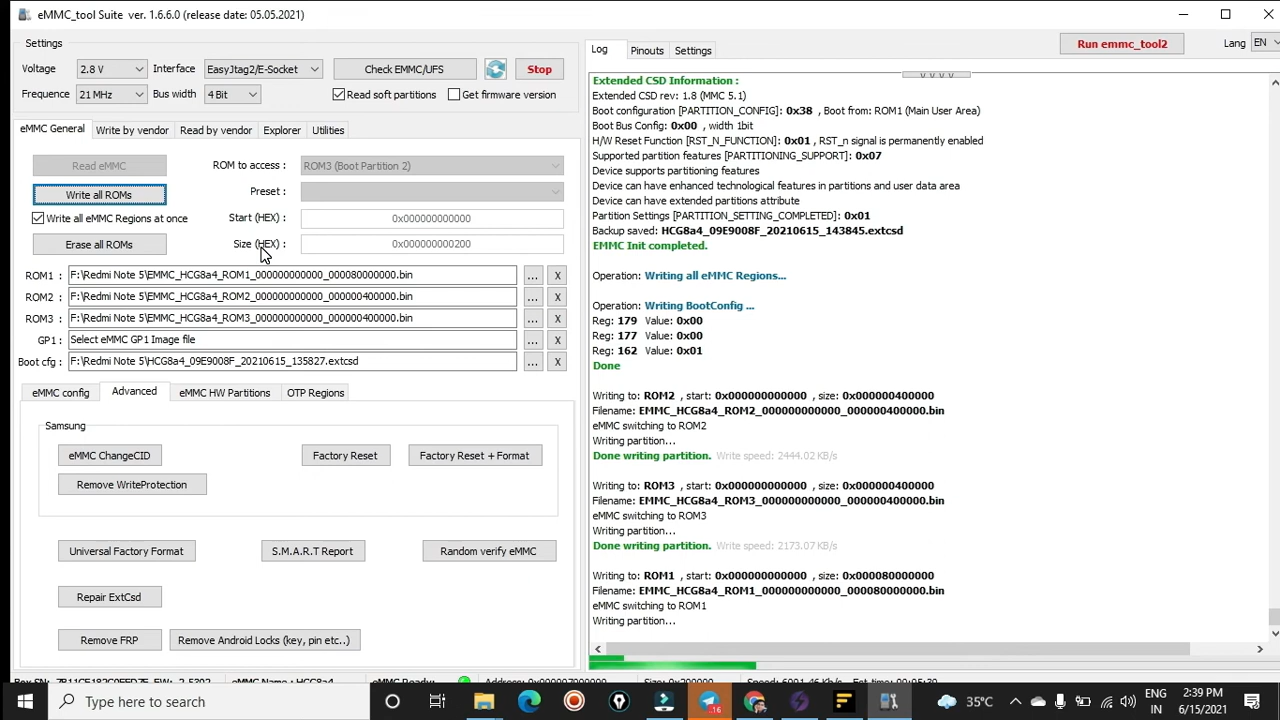 eMMC_tool Suite ver. 1.6.6.0 (release date: 05.05.2021)
Settings
Voltage 2.8 V Interface EasyJtag2/E-Socket Check EMMC/UFS Stop
Frequency 21 MHz Bus width 4 Bit Read soft partitions Get firmware version
eMMC General Write by vendor Read by vendor Explorer Utilities
Read eMMC ROM to access : ROM3 (Boot Partition 2)
Write all ROMs Preset :
Write all eMMC Regions at once Start (HEX) : 0x000000000000
Erase all ROMs Size (HEX) : 0x000000000200
ROM1 : F:\Redmi Note 5\EMMC_HCG8a4_ROM1_000000000000_000080000000.bin ... X
ROM2 : F:\Redmi Note 5\EMMC_HCG8a4_ROM2_000000000000_000000400000.bin ... X
ROM3 : F:\Redmi Note 5\EMMC_HCG8a4_ROM3_000000000000_000000400000.bin ... X
GP1 : Select eMMC GP1 Image file ... X
Boot cfg : F:\Redmi Note 5\HCG8a4_09E9008F_20210615_135827.extcsd ... X
eMMC config Advanced eMMC HW Partitions OTP Regions
Samsung
eMMC ChangeCID Factory Reset Factory Reset + Format
Remove WriteProtection
Universal Factory Format S.M.A.R.T Report Random verify eMMC
Repair ExtCsd
Remove FRP Remove Android Locks (key, pin etc..)
Log Pinouts Settings Run emmc_tool2 Lang EN
Extended CSD Information :
Extended CSD rev: 1.8 (MMC 5.1)
Boot configuration [PARTITION_CONFIG]: 0x38 , Boot from: ROM1 (Main User Area)
Boot Bus Config: 0x00 , width 1bit
H/W Reset Function [RST_N_FUNCTION]: 0x01 , RST_n signal is permanently enabled
Supported partition features [PARTITIONING_SUPPORT]: 0x07
Device supports partitioning features
Device can have enhanced technological features in partitions and user data area
Device can have extended partitions attribute
Partition Settings [PARTITION_SETTING_COMPLETED]: 0x01
Backup saved: HCG8a4_09E9008F_20210615_143845.extcsd
EMMC Init completed.
Operation: Writing all eMMC Regions...
Operation: Writing BootConfig ...
Reg: 179 Value: 0x00
Reg: 177 Value: 0x00
Reg: 162 Value: 0x01
Done
Writing to: ROM2 , start: 0x000000000000 , size: 0x000000400000
Filename: EMMC_HCG8a4_ROM2_000000000000_000000400000.bin
eMMC switching to ROM2
Writing partition...
Done writing partition. Write speed: 2444.02 KB/s
Writing to: ROM3 , start: 0x000000000000 , size: 0x000000400000
Filename: EMMC_HCG8a4_ROM3_000000000000_000000400000.bin
eMMC switching to ROM3
Writing partition...
Done writing partition. Write speed: 2173.07 KB/s
Writing to: ROM1 , start: 0x000000000000 , size: 0x000080000000
Filename: EMMC_HCG8a4_ROM1_000000000000_000080000000.bin
eMMC switching to ROM1
Writing partition...
Type here to search 16 35°C ENG 2:39 PM
IN 6/15/2021